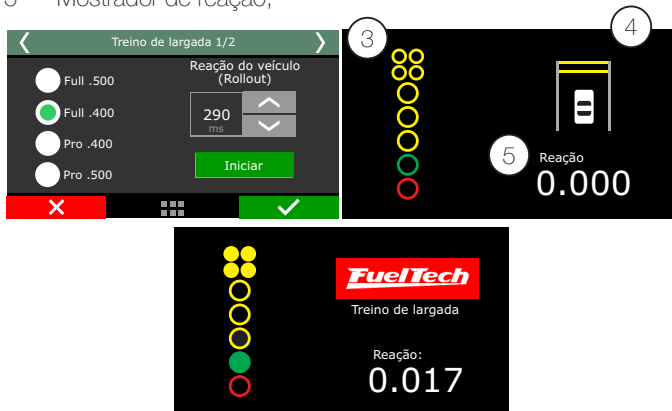 5 Mostrador de reação;
Treino de largada 1/2
Full .500
Full .400
Pro .400
Pro .500
Reação do veículo
(Rollout)
290
ms
Iniciar
3
4
5
Reação
0.000
FuelTech
Treino de largada
Reação:
0.017